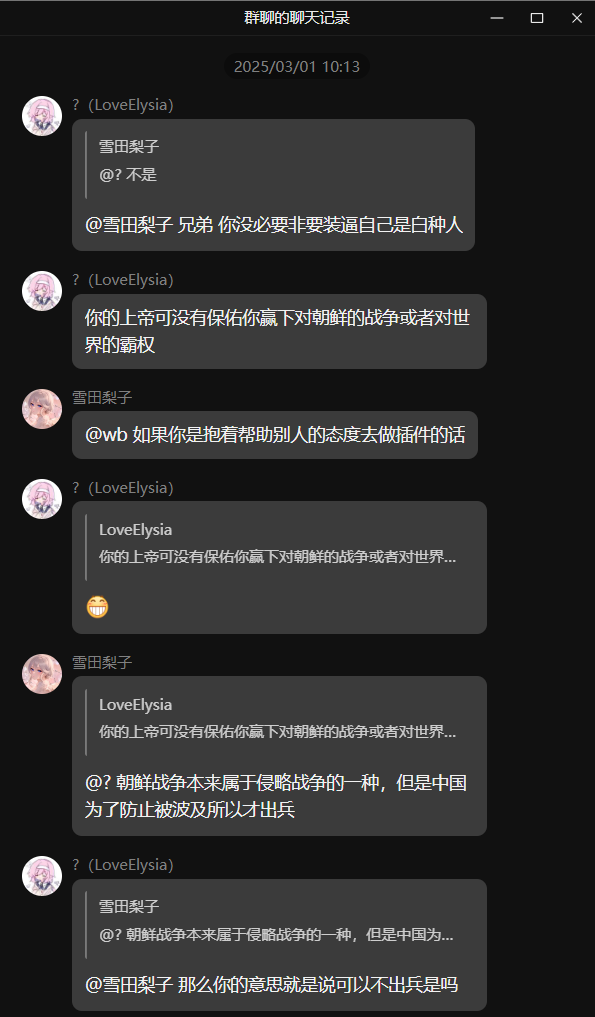 群聊的聊天记录
2025/03/01 10:13
?（LoveElysia）
雪田梨子
@? 不是
@雪田梨子 兄弟 你没必要非要装逼自己是白种人
?（LoveElysia）
你的上帝可没有保佑你赢下对朝鲜的战争或者对世
界的霸权
雪田梨子
@wb 如果你是抱着帮助别人的态度去做插件的话
?（LoveElysia）
LoveElysia
你的上帝可没有保佑你赢下对朝鲜的战争或者对世界...
😁
雪田梨子
LoveElysia
你的上帝可没有保佑你赢下对朝鲜的战争或者对世界...
@? 朝鲜战争本来属于侵略战争的一种，但是中国
为了防止被波及所以才出兵
?（LoveElysia）
雪田梨子
@? 朝鲜战争本来属于侵略战争的一种，但是中国为...
@雪田梨子 那么你的意思就是说可以不出兵是吗